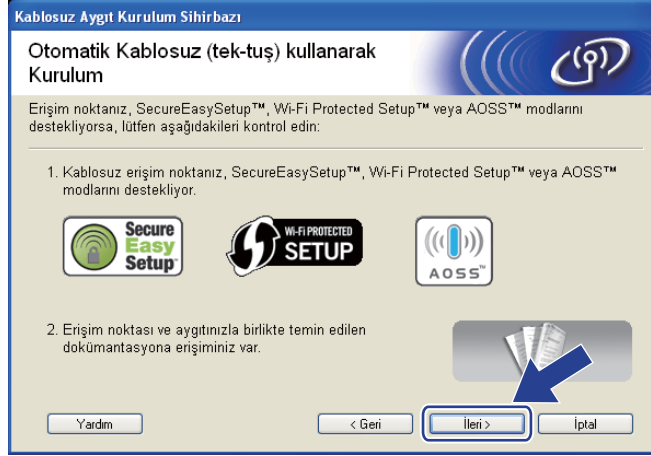 Kablosuz Aygıt Kurulum Sihirbazı
Otomatik Kablosuz (tek-tuş) kullanarak
Kurulum
Erişim noktanız, SecureEasySetup™, Wi-Fi Protected Setup™ veya AOSS™ modlarını
destekliyorsa, lütfen aşağıdakileri kontrol edin:
1. Kablosuz erişim noktanız, SecureEasySetup™, Wi-Fi Protected Setup™ veya AOSS™
modlarını destekliyor.
Secure
Easy
Setup™
Wi-Fi PROTECTED
SETUP
AOSS™
2. Erişim noktası ve aygıtınızla birlikte temin edilen
dokümantasyona erişiminiz var.
Yardım
< Geri
İleri >
İptal